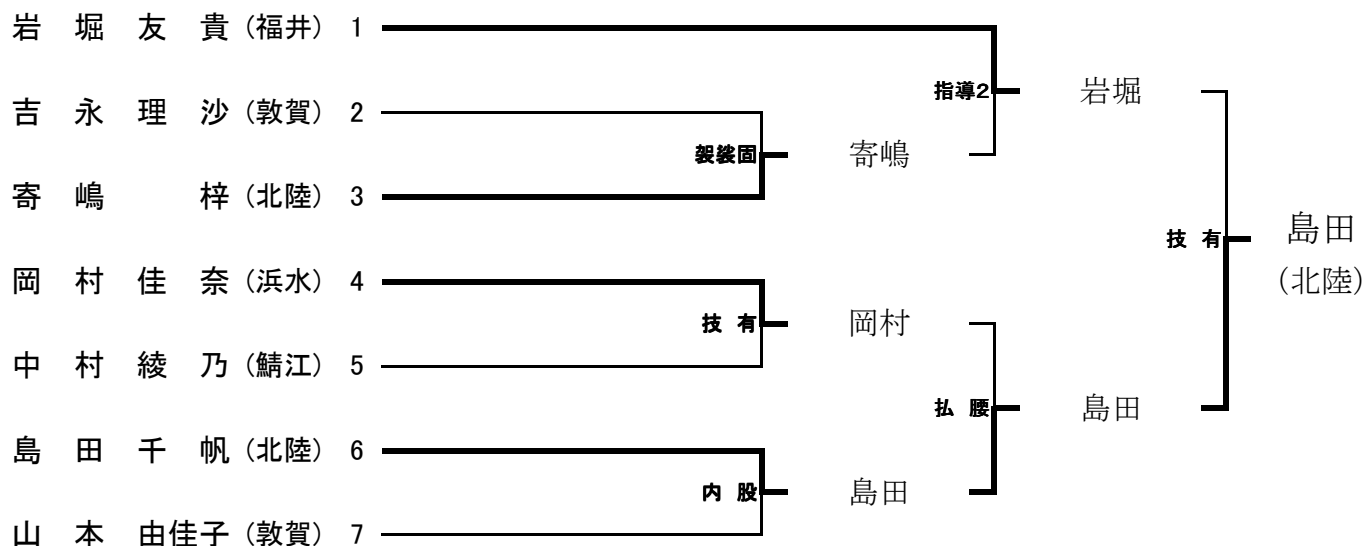 岩 堀 友 貴 (福井) 1
指導2 岩堀
吉 永 理 沙 (敦賀) 2
袈裟固 寄嶋
寄 嶋 梓 (北陸) 3
技 有 島田
(北陸)
岡 村 佳 奈 (浜水) 4
技 有 岡村
中 村 綾 乃 (鯖江) 5
払 腰 島田
島 田 千 帆 (北陸) 6
内 股 島田
山 本 由佳子 (敦賀) 7